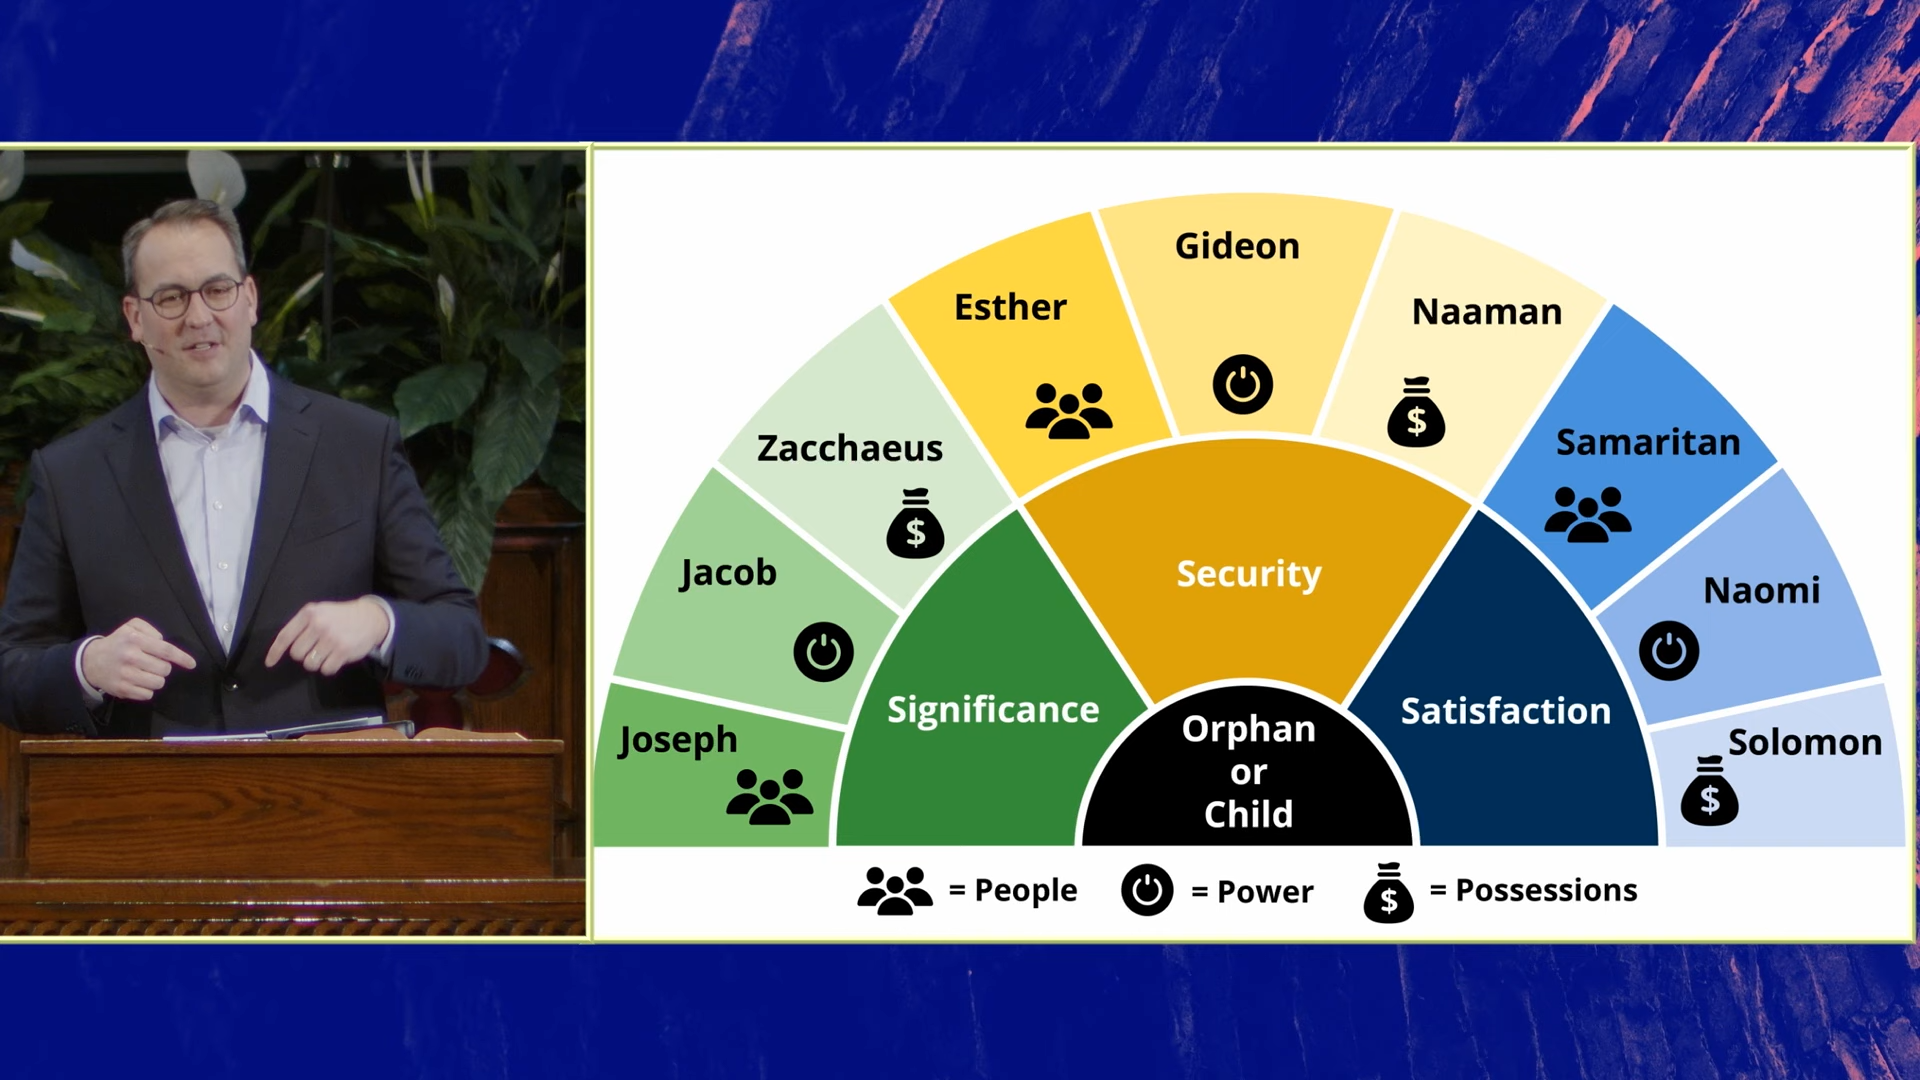 Gideon
Esther
Naaman
Zacchaeus
$
Samaritan
$
Jacob
$
Security
Naomi
Joseph
Significance
Satisfaction
Solomon
Orphan
or
Child
$
= People
= Power
$
= Possessions